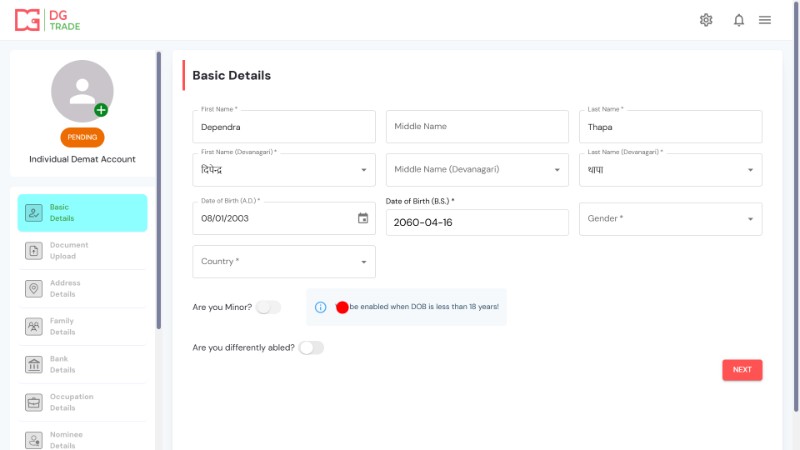 DG
TRADE
PENDING
Individual Demat Account
Basic
Details
Document
Upload
Address
Details
Family
Details
Bank
Details
Occupation
Details
Nominee
Details
Basic Details
First Name *
Dependra
Middle Name
Last Name *
Thapa
First Name (Devanagari) *
दिपेन्द्र
Middle Name (Devanagari)
Last Name (Devanagari) *
थापा
Date of Birth (A.D.) *
08/01/2003
Date of Birth (B.S.) *
2060-04-16
Gender *
Country *
Are you Minor?
be enabled when DOB is less than 18 years!
Are you differently abled?
NEXT